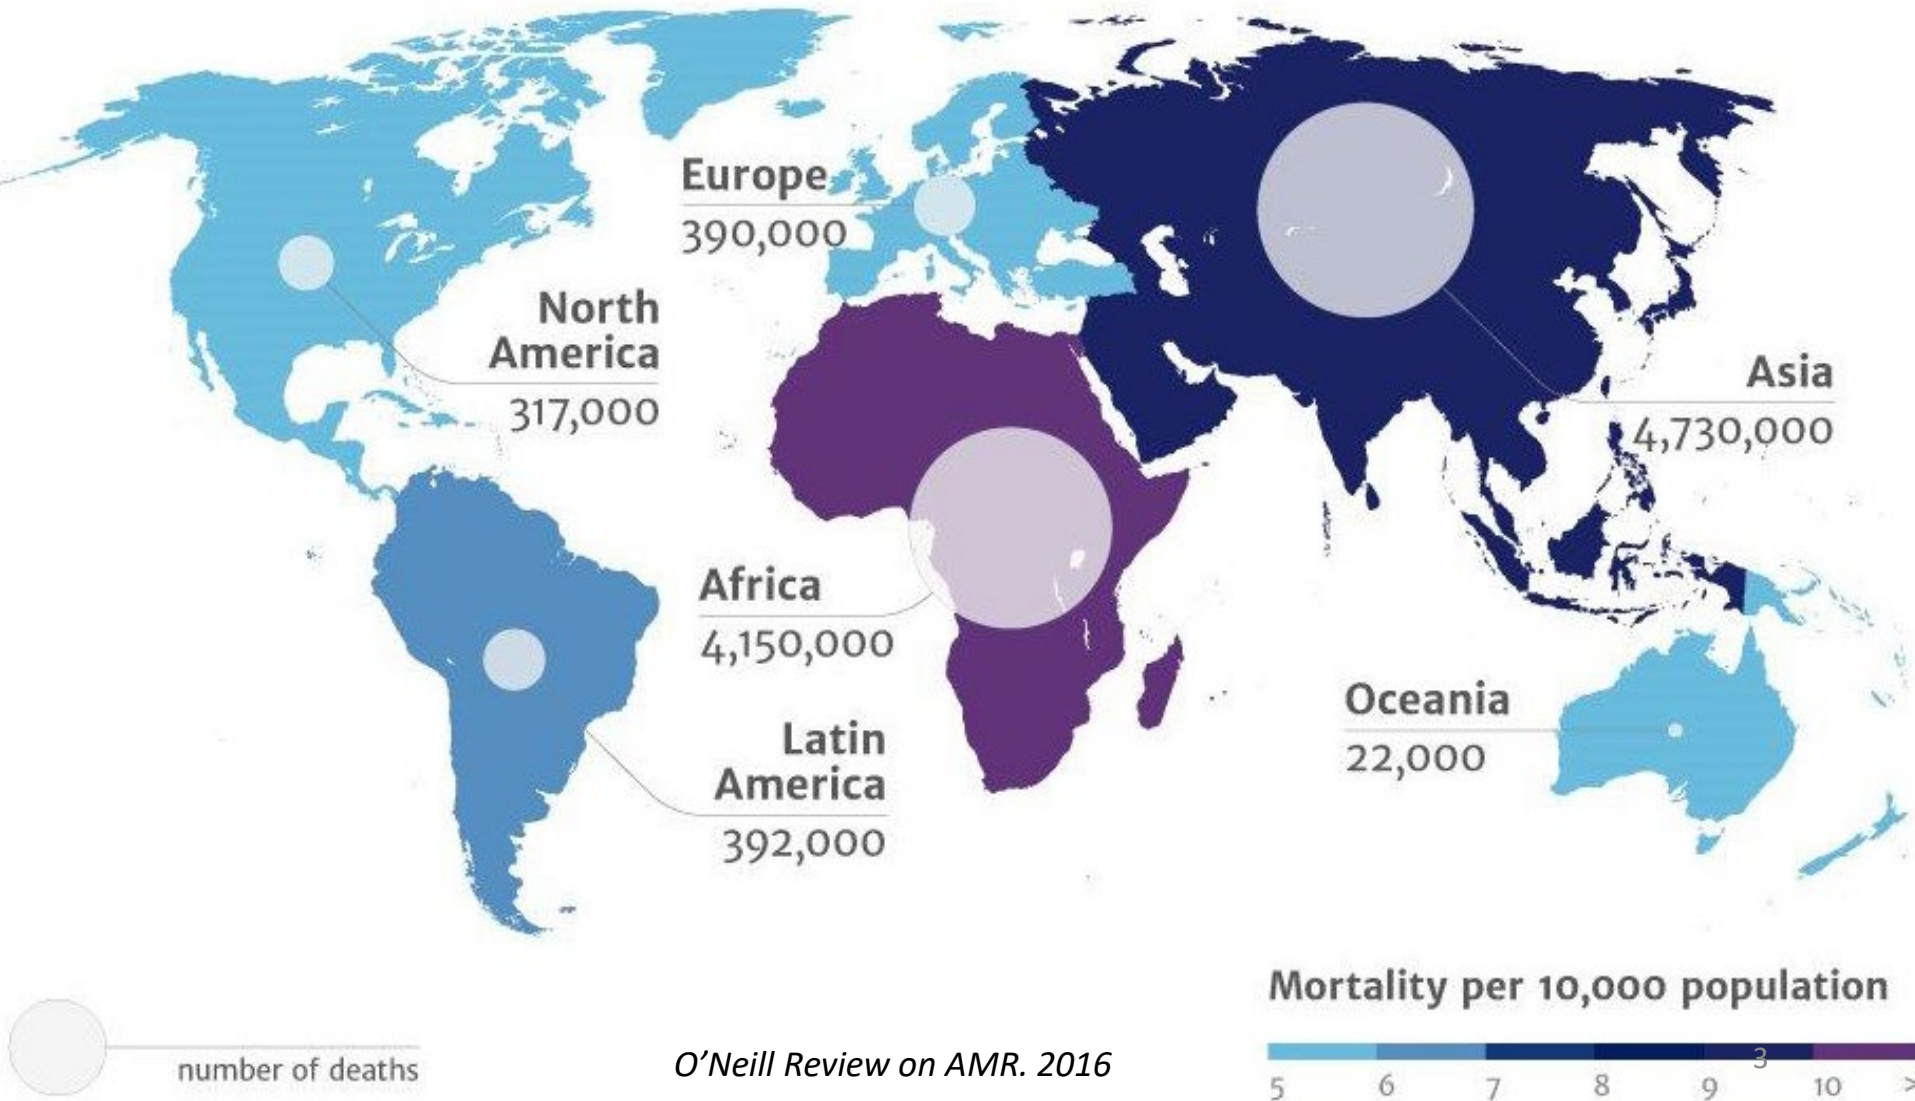 Europe
390,000
North
America
317,000
Asia
4,730,000
Africa
4,150,000
Latin
America
392,000
Oceania
22,000
Mortality per 10,000 population
number of deaths
O’Neill Review on AMR. 2016
3
5 6 7 8 9 10 >